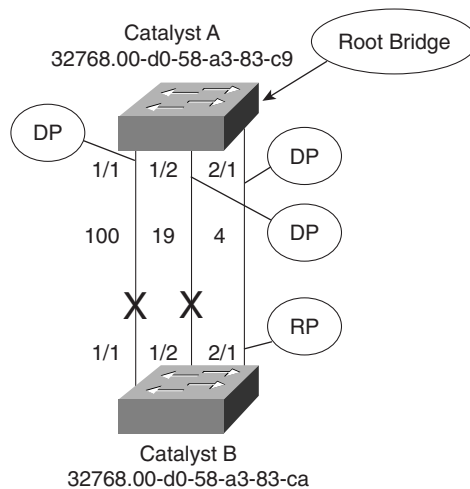 Catalyst A
32768.00-d0-58-a3-83-c9
Root Bridge
DP
1/1 1/2 2/1
DP
100 19 4
DP
X X
RP
1/1 1/2 2/1
Catalyst B
32768.00-d0-58-a3-83-ca